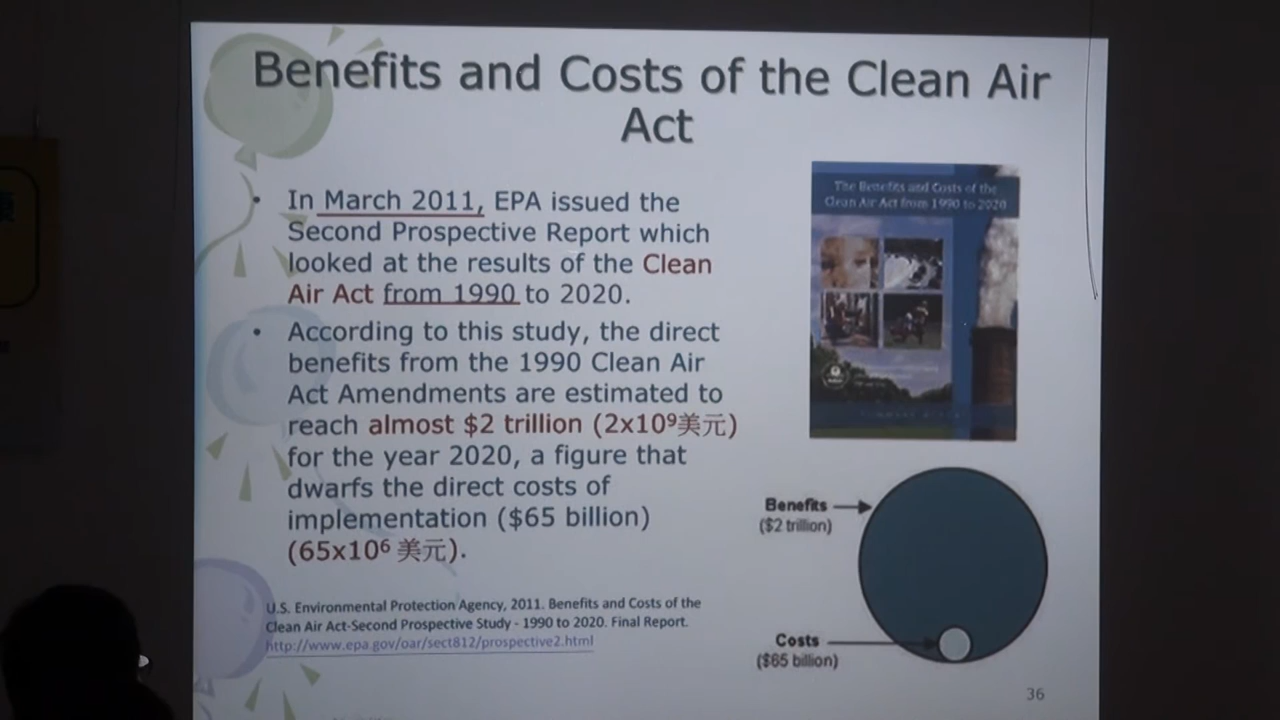 Benefits and Costs of the Clean Air
Act
• In March 2011, EPA issued the
Second Prospective Report which
looked at the results of the Clean
Air Act from 1990 to 2020.
• According to this study, the direct
benefits from the 1990 Clean Air
Act Amendments are estimated to
reach almost $2 trillion (2x10⁹美元)
for the year 2020, a figure that
dwarfs the direct costs of
implementation ($65 billion)
(65x10⁶ 美元).
U.S. Environmental Protection Agency, 2011. Benefits and Costs of the
Clean Air Act-Second Prospective Study - 1990 to 2020. Final Report.
http://www.epa.gov/oar/sect812/prospective2.html
The Benefits and Costs of the
Clean Air Act from 1990 to 2020
Benefits
($2 trillion)
Costs
($65 billion)
36